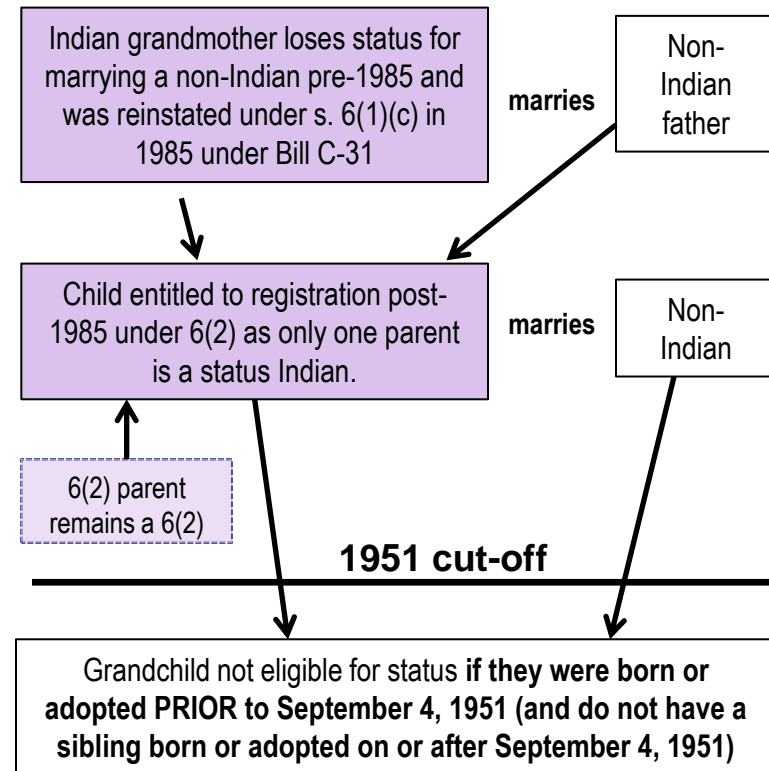 Indian grandmother loses status for
marrying a non-Indian pre-1985 and
was reinstated under s. 6(1)(c) in
1985 under Bill C-31
marries
Non-
Indian
father
Child entitled to registration post-
1985 under 6(2) as only one parent
is a status Indian.
marries
Non-
Indian
6(2) parent
remains a 6(2)
1951 cut-off
Grandchild not eligible for status if they were born or
adopted PRIOR to September 4, 1951 (and do not have a
sibling born or adopted on or after September 4, 1951)